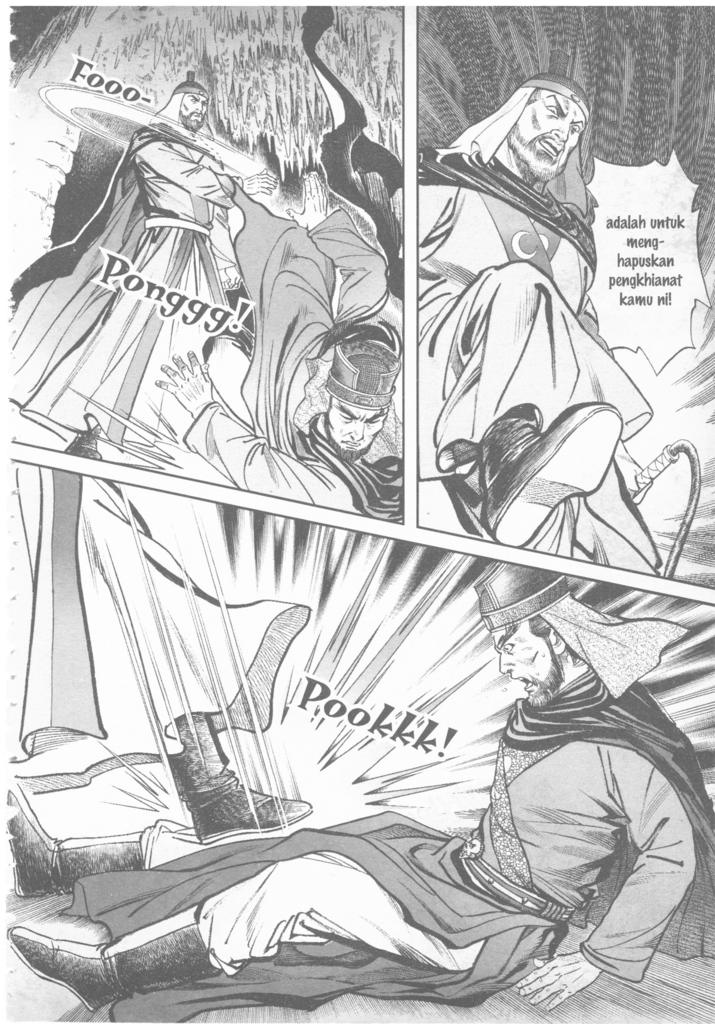 Fooo-
Ponggg!
adalah untuk
meng-
hapuskan
pengkhianat
kamu ni!
Pookkk!